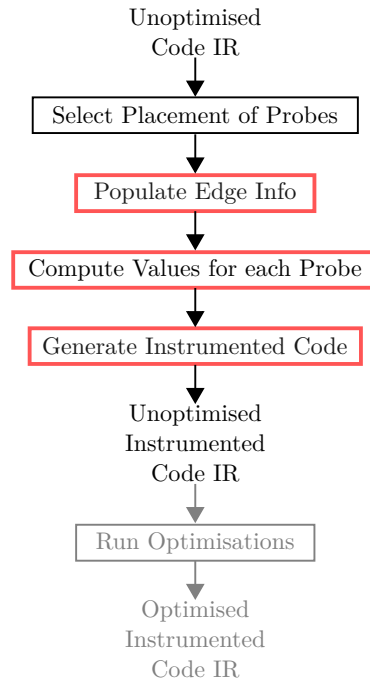 Unoptimised
Code IR
Select Placement of Probes
Populate Edge Info
Compute Values for each Probe
Generate Instrumented Code
Unoptimised
Instrumented
Code IR
Run Optimisations
Optimised
Instrumented
Code IR